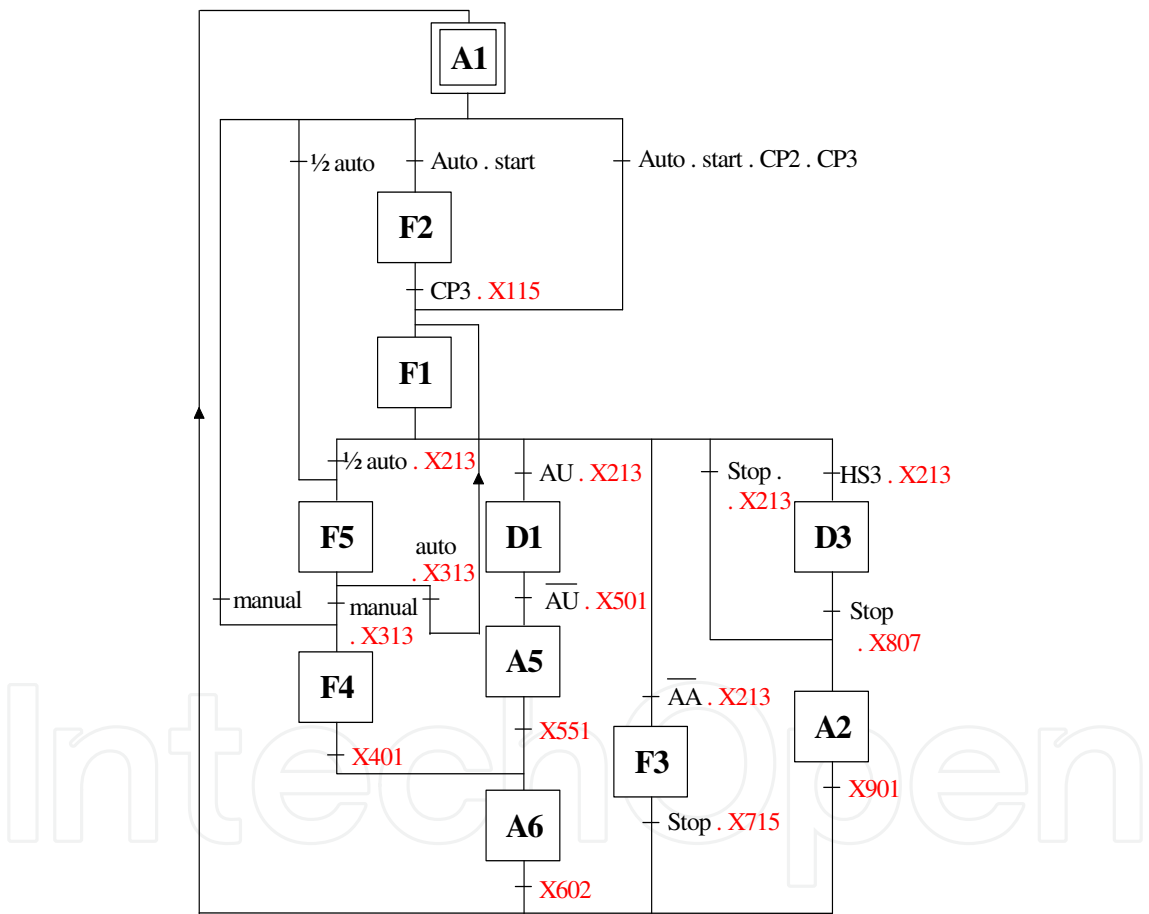 A1
½ auto
Auto . start
Auto . start . CP2 . CP3
F2
CP3 . X115
F1
½ auto . X213
AU . X213
Stop .
. X213
HS3 . X213
F5
D1
D3
auto
. X313
manual
manual
. X313
A̅U̅ . X501
Stop
. X807
F4
A5
A̅A̅ . X213
A2
X401
X551
F3
X901
A6
Stop . X715
X602
IntechOpen